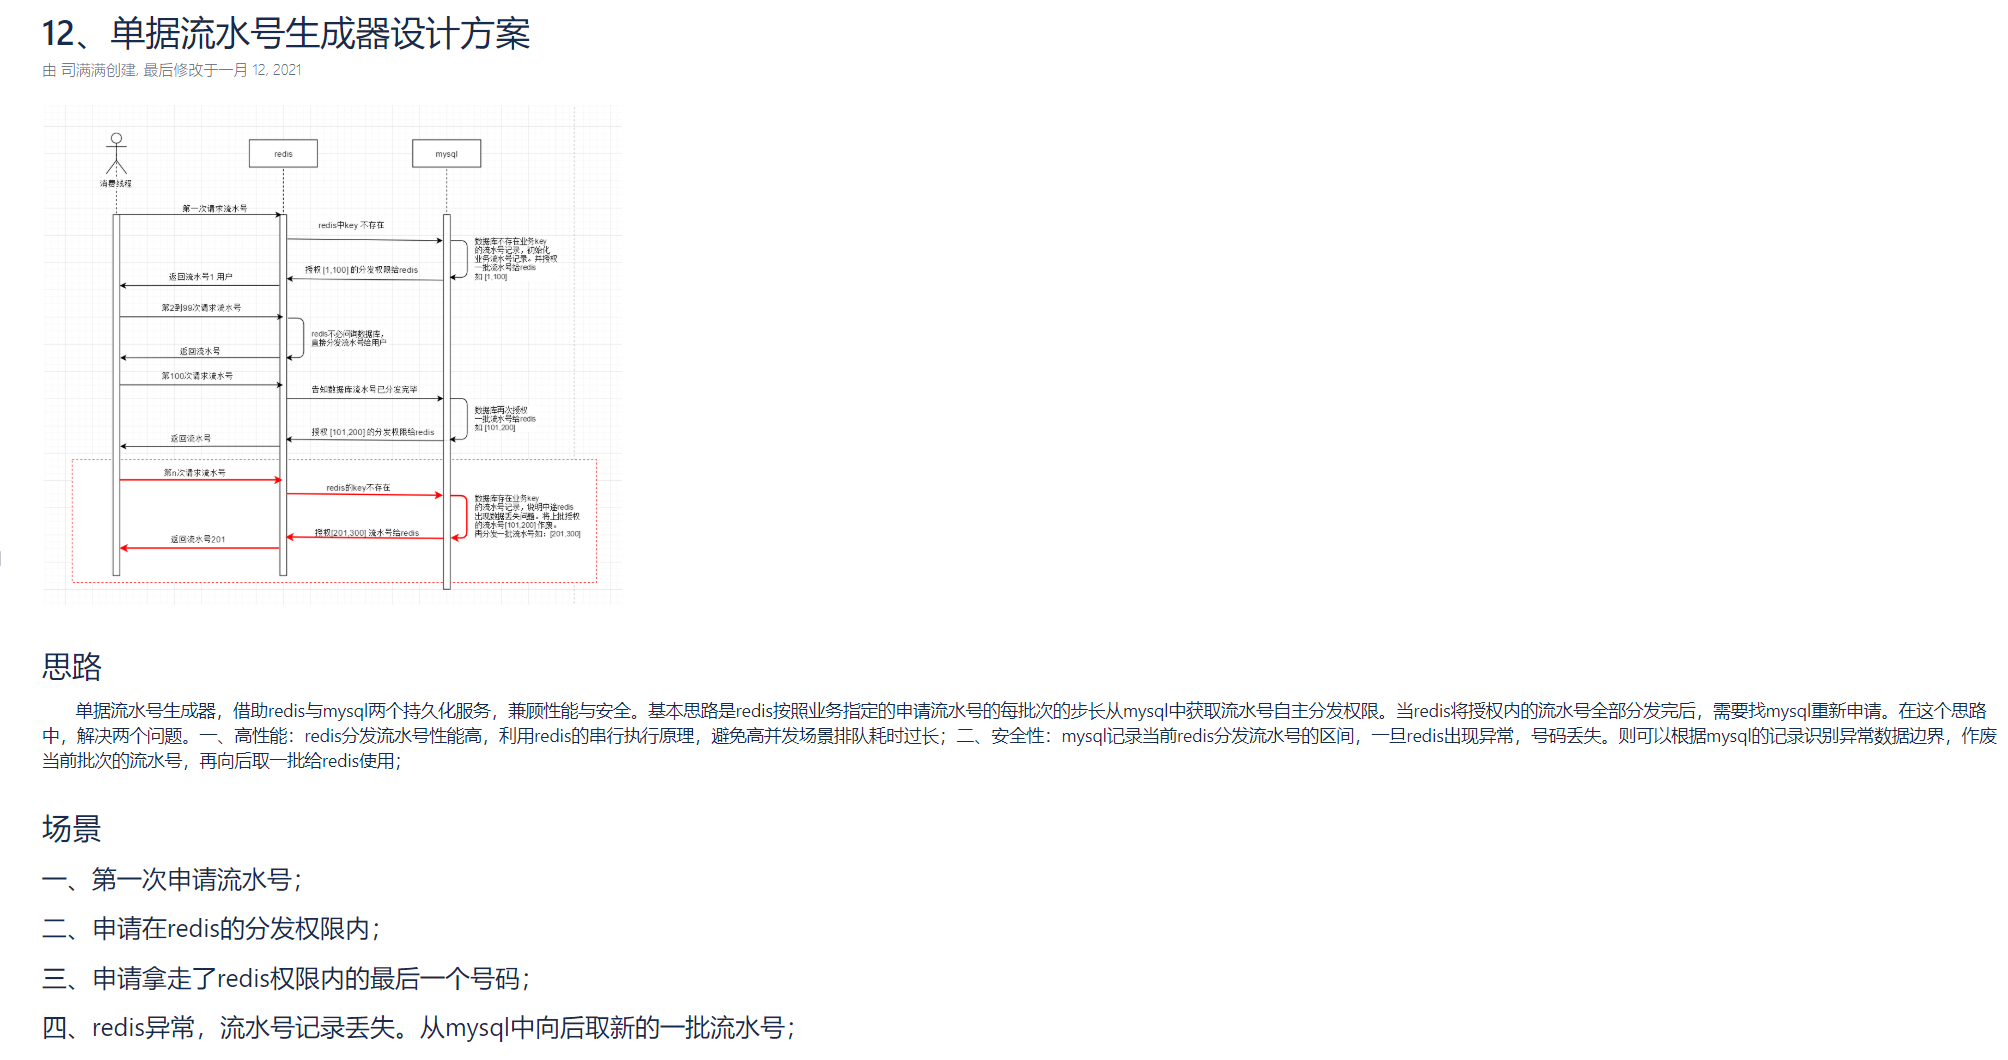 12、单据流水号生成器设计方案
由 司满满创建, 最后修改于一月 12, 2021
redis
mysql
消费线程
第一次请求流水号
redis中key 不存在
数据库不存在业务key
的流水号记录，初始化
业务流水号记录。并授权
一批流水号给redis
如 [1,100]
授权 [1,100] 的分发权限给redis
返回流水号1 用户
第2到99次请求流水号
redis不必问询数据库，
直接分发流水号给用户
返回流水号
第100次请求流水号
告知数据库流水号已分发完毕
数据库再次授权
一批流水号给redis
如 [101,200]
授权 [101,200] 的分发权限给redis
返回流水号
第n次请求流水号
redis的key不存在
数据库存在业务key
的流水号记录，说明中途redis
出现数据丢失问题。将上批授权
的流水号[101,200] 作废。
再分发一批流水号如：[201,300]
授权[201,300] 流水号给redis
返回流水号201
思路
单据流水号生成器，借助redis与mysql两个持久化服务，兼顾性能与安全。基本思路是redis按照业务指定的申请流水号的每批次的步长从mysql中获取流水号自主分发权限。当redis将授权内的流水号全部分发完后，需要找mysql重新申请。在这个思路
中，解决两个问题。一、高性能：redis分发流水号性能高，利用redis的串行执行原理，避免高并发场景排队耗时过长；二、安全性：mysql记录当前redis分发流水号的区间，一旦redis出现异常，号码丢失。则可以根据mysql的记录识别异常数据边界，作废
当前批次的流水号，再向后取一批给redis使用；
场景
一、第一次申请流水号；
二、申请在redis的分发权限内；
三、申请拿走了redis权限内的最后一个号码；
四、redis异常，流水号记录丢失。从mysql中向后取新的一批流水号；